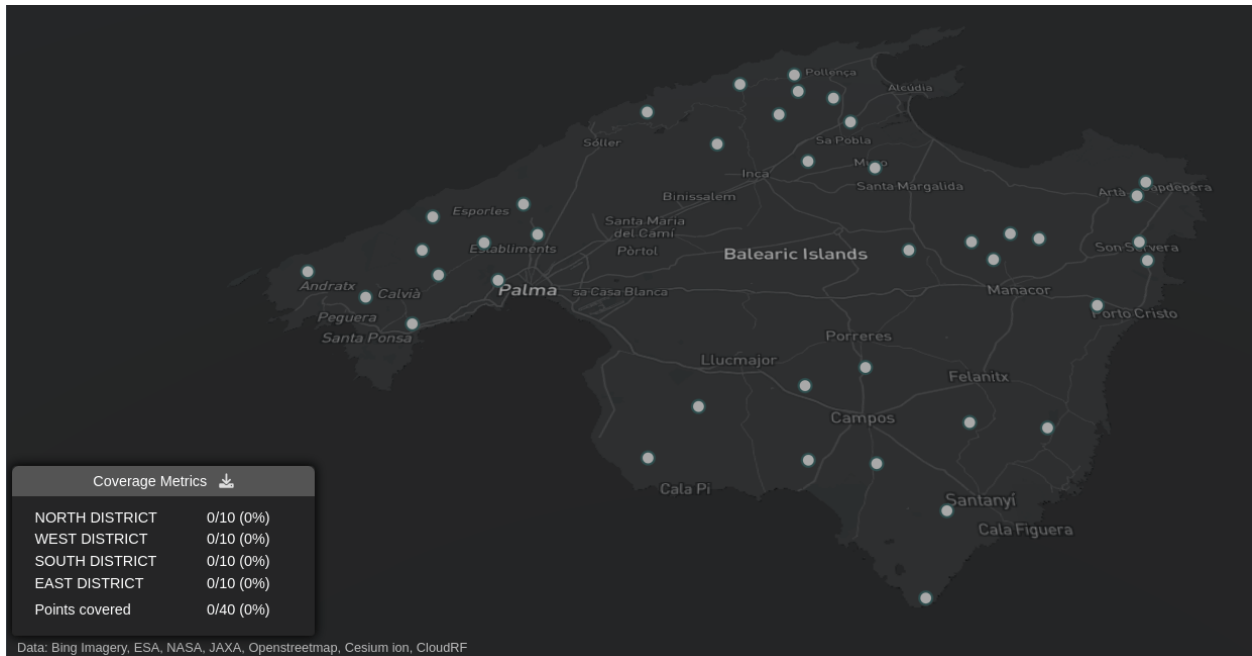 Pollença
Alcúdia
Sóller
Sa Pobla
Muro
Inca
Santa Margalida
Artà
Capdepera
Binissalem
Esporles
Santa Maria
del Camí
Establiments
Pòrtol
Balearic Islands
Son Servera
Andratx
Calvià
Palma
sa Casa Blanca
Manacor
Peguera
Porto Cristo
Santa Ponsa
Porreres
Llucmajor
Felanitx
Campos
Cala Pi
Santanyí
Cala Figuera
Coverage Metrics
NORTH DISTRICT 0/10 (0%)
WEST DISTRICT 0/10 (0%)
SOUTH DISTRICT 0/10 (0%)
EAST DISTRICT 0/10 (0%)
Points covered 0/40 (0%)
Data: Bing Imagery, ESA, NASA, JAXA, Openstreetmap, Cesium ion, CloudRF